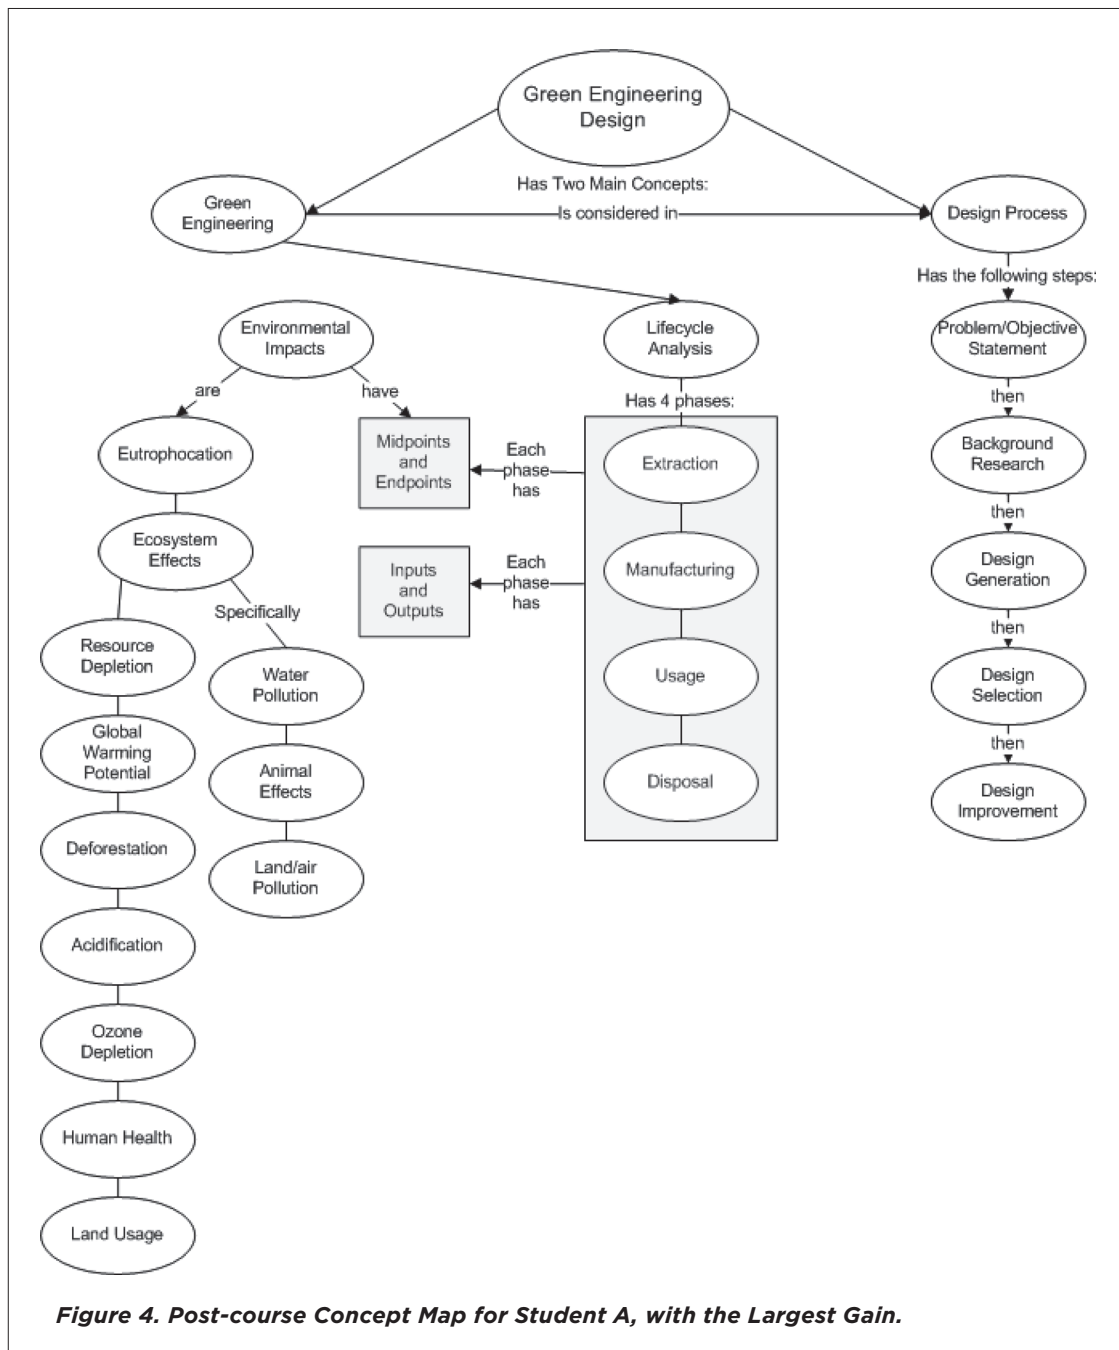 Green Engineering
Design
Has Two Main Concepts:
Green
Engineering
Is considered in
Design Process
Has the following steps:
Environmental
Impacts
Lifecycle
Analysis
Problem/Objective
Statement
are
have
Has 4 phases:
then
Eutrophocation
Midpoints
and
Endpoints
Each
phase
has
Extraction
Background
Research
then
Ecosystem
Effects
Inputs
and
Outputs
Each
phase
has
Manufacturing
Design
Generation
Specifically
then
Resource
Depletion
Water
Pollution
Usage
Design
Selection
then
Global
Warming
Potential
Animal
Effects
Disposal
Design
Improvement
Deforestation
Land/air
Pollution
Acidification
Ozone
Depletion
Human Health
Land Usage
Figure 4. Post-course Concept Map for Student A, with the Largest Gain.